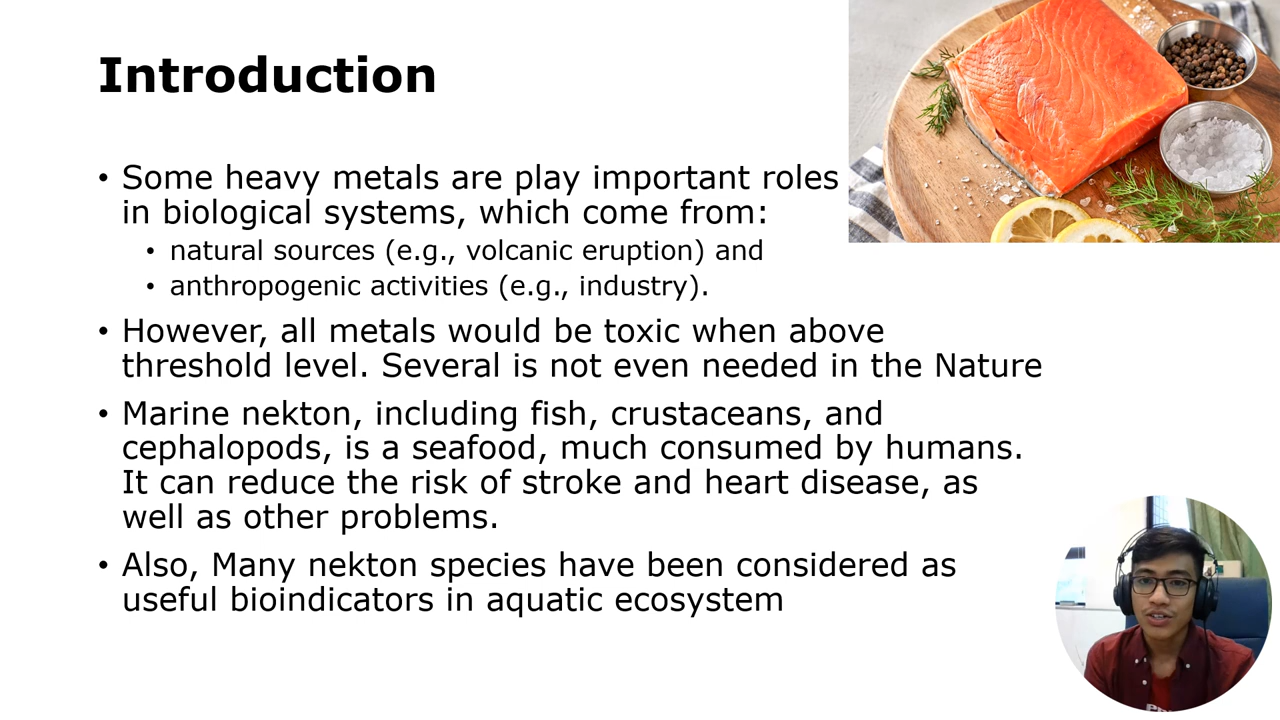 Introduction
• Some heavy metals are play important roles
in biological systems, which come from:
• natural sources (e.g., volcanic eruption) and
• anthropogenic activities (e.g., industry).
• However, all metals would be toxic when above
threshold level. Several is not even needed in the Nature
• Marine nekton, including fish, crustaceans, and
cephalopods, is a seafood, much consumed by humans.
It can reduce the risk of stroke and heart disease, as
well as other problems.
• Also, Many nekton species have been considered as
useful bioindicators in aquatic ecosystem